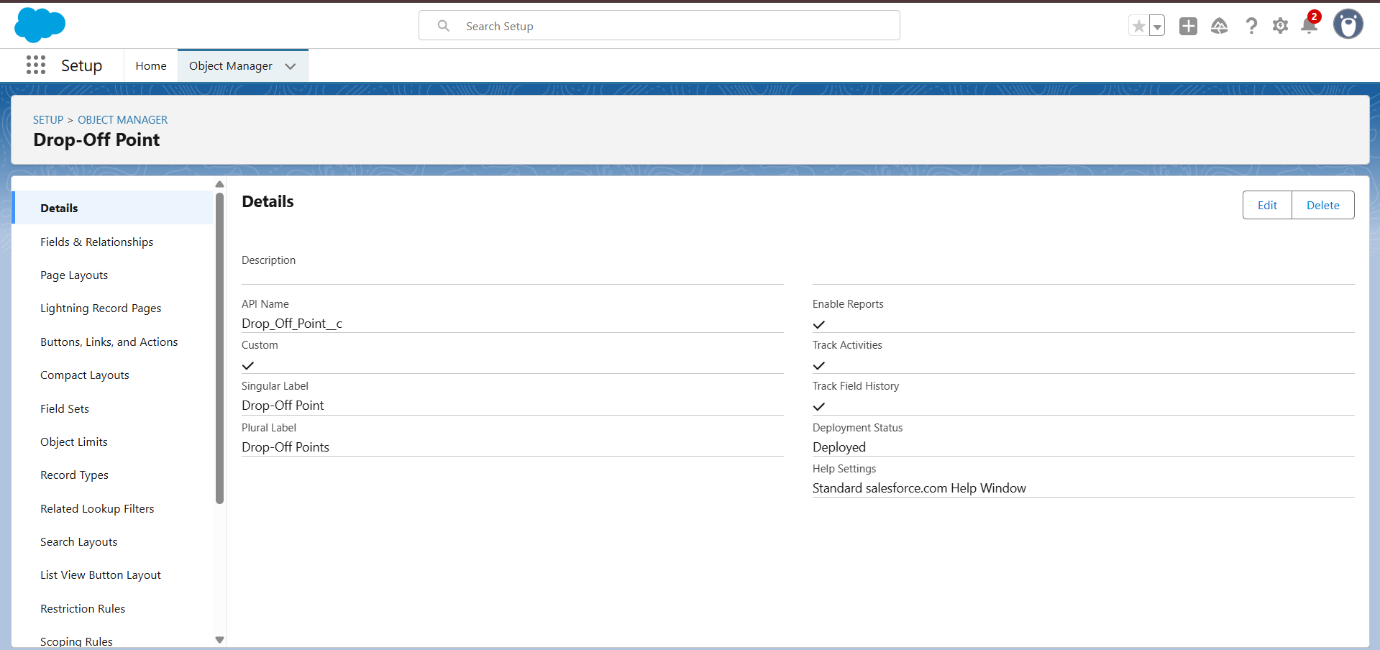 Search Setup
2
Setup
Home
Object Manager
SETUP > OBJECT MANAGER
Drop-Off Point
Details
Fields & Relationships
Page Layouts
Lightning Record Pages
Buttons, Links, and Actions
Compact Layouts
Field Sets
Object Limits
Record Types
Related Lookup Filters
Search Layouts
List View Button Layout
Restriction Rules
Scoping Rules
Details
Edit
Delete
Description
API Name
Drop_Off_Point__c
Custom
Singular Label
Drop-Off Point
Plural Label
Drop-Off Points
Enable Reports
Track Activities
Track Field History
Deployment Status
Deployed
Help Settings
Standard salesforce.com Help Window